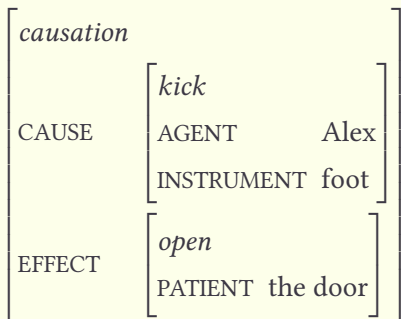 causation
kick
CAUSE AGENT Alex
INSTRUMENT foot
open
EFFECT
PATIENT the door